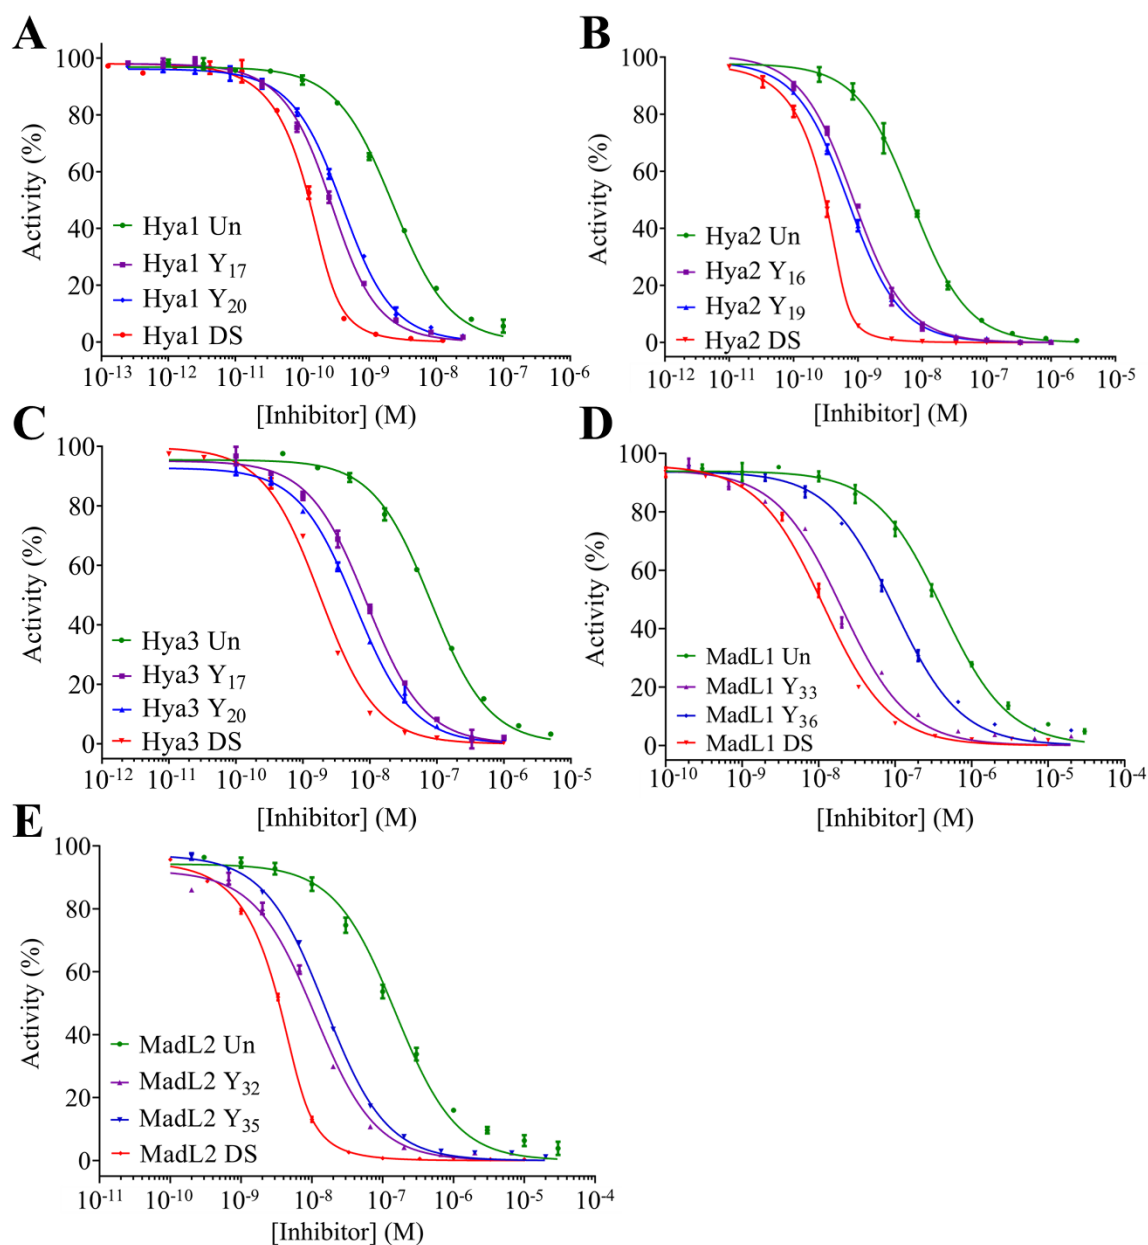 A
100
80
60
40
20
0
Activity (%)
Hya1 Un
Hya1 Y17
Hya1 Y20
Hya1 DS
10-13 10-12 10-11 10-10 10-9 10-8 10-7 10-6
[Inhibitor] (M)
B
100
80
60
40
20
0
Activity (%)
Hya2 Un
Hya2 Y16
Hya2 Y19
Hya2 DS
10-12 10-11 10-10 10-9 10-8 10-7 10-6 10-5
[Inhibitor] (M)
C
100
80
60
40
20
0
Activity (%)
Hya3 Un
Hya3 Y17
Hya3 Y20
Hya3 DS
10-12 10-11 10-10 10-9 10-8 10-7 10-6 10-5
[Inhibitor] (M)
D
100
80
60
40
20
0
Activity (%)
MadL1 Un
MadL1 Y33
MadL1 Y36
MadL1 DS
10-10 10-9 10-8 10-7 10-6 10-5 10-4
[Inhibitor] (M)
E
100
80
60
40
20
0
Activity (%)
MadL2 Un
MadL2 Y32
MadL2 Y35
MadL2 DS
10-11 10-10 10-9 10-8 10-7 10-6 10-5 10-4
[Inhibitor] (M)